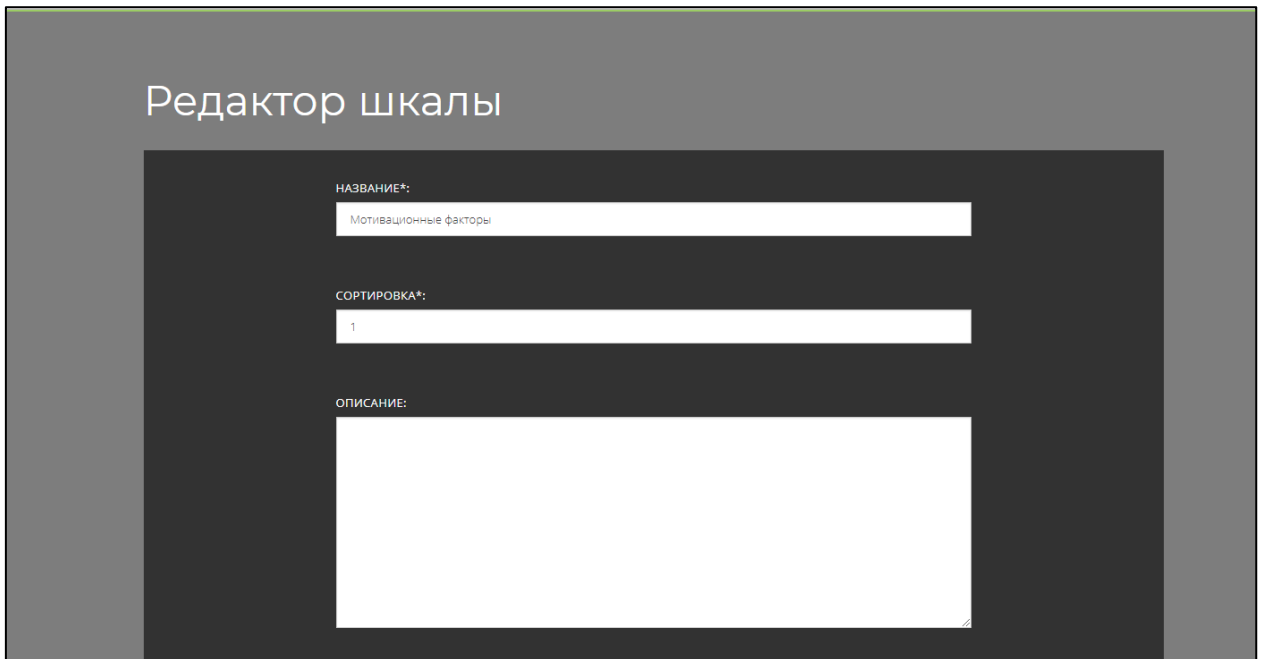 Редактор шкалы
НАЗВАНИЕ*:
Мотивационные факторы
СОРТИРОВКА*:
1
ОПИСАНИЕ: